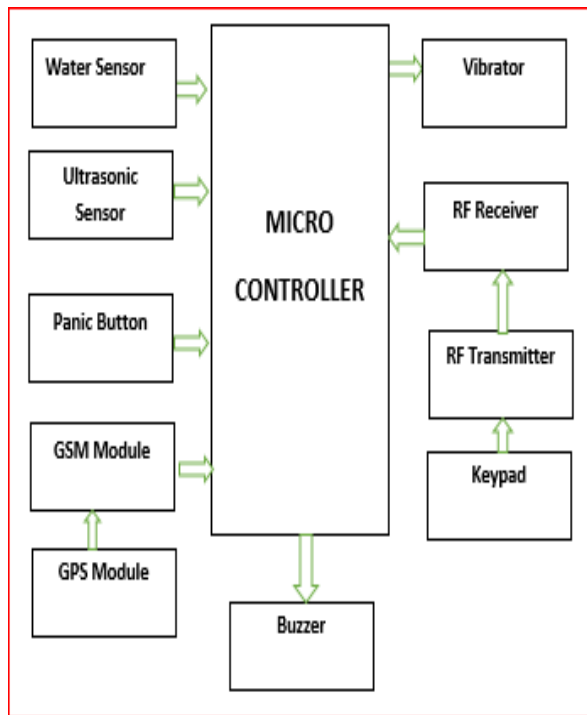 Water Sensor
Ultrasonic
Sensor
Panic Button
GSM Module
GPS Module
MICRO
CONTROLLER
Buzzer
Vibrator
RF Receiver
RF Transmitter
Keypad